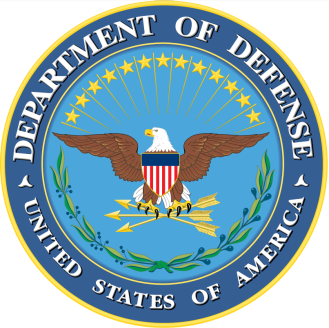 DEPARTMENT OF DEFENSE
UNITED STATES OF AMERICA